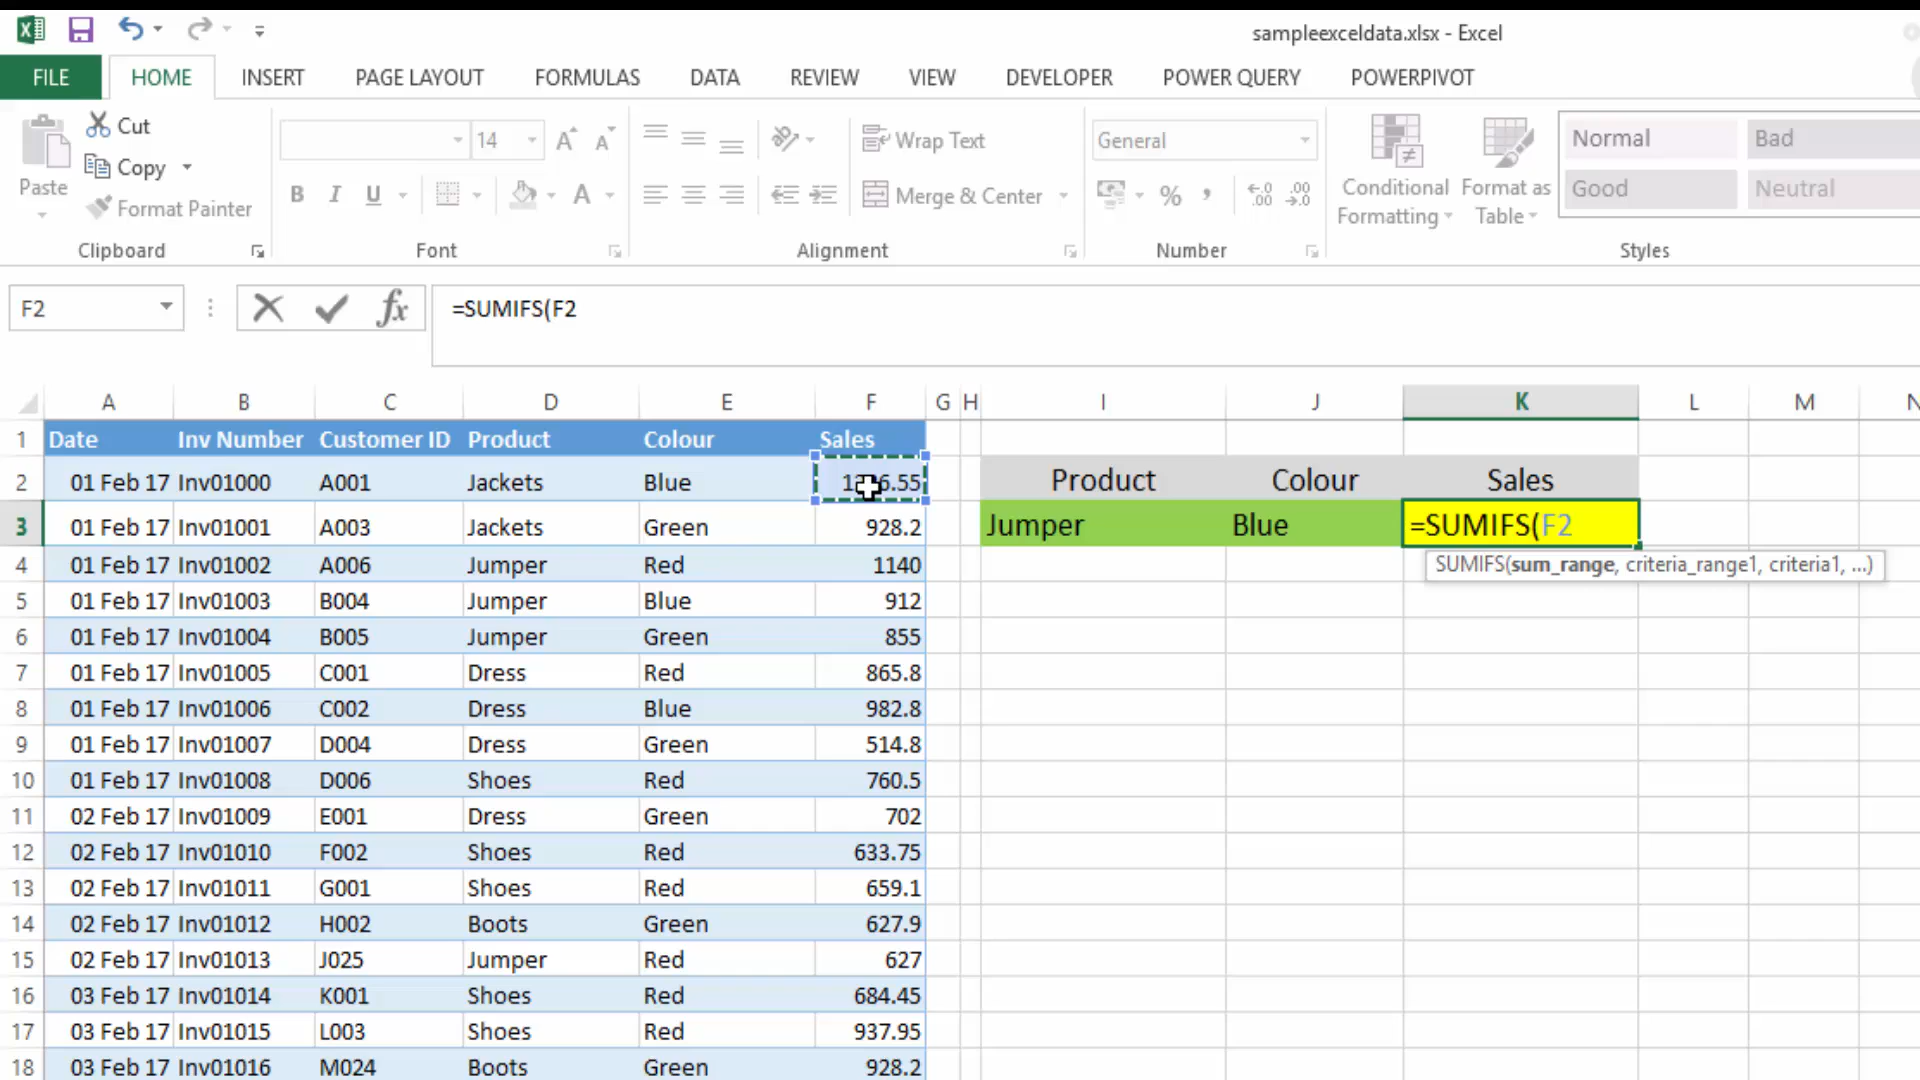 sampleexceldata.xlsx - Excel
FILE HOME INSERT PAGE LAYOUT FORMULAS DATA REVIEW VIEW DEVELOPER POWER QUERY POWERPIVOT
Cut
Copy
Format Painter
Paste
Clipboard
14 A A
B I U A
Font
Wrap Text
Merge & Center
Alignment
General
% , .0 .00 .00 .0
Number
Conditional Formatting
Format as Table
Normal Bad
Good Neutral
Styles
F2 fx =SUMIFS(F2
A B C D E F G H I J K L M N
1 Date Inv Number Customer ID Product Colour Sales
2 01 Feb 17 Inv01000 A001 Jackets Blue Product Colour Sales
3 01 Feb 17 Inv01001 A003 Jackets Green 928.2 Jumper Blue =SUMIFS(F2
SUMIFS(sum_range, criteria_range1, criteria1, ...)
4 01 Feb 17 Inv01002 A006 Jumper Red 1140
5 01 Feb 17 Inv01003 B004 Jumper Blue 912
6 01 Feb 17 Inv01004 B005 Jumper Green 855
7 01 Feb 17 Inv01005 C001 Dress Red 865.8
8 01 Feb 17 Inv01006 C002 Dress Blue 982.8
9 01 Feb 17 Inv01007 D004 Dress Green 514.8
10 01 Feb 17 Inv01008 D006 Shoes Red 760.5
11 02 Feb 17 Inv01009 E001 Dress Green 702
12 02 Feb 17 Inv01010 F002 Shoes Red 633.75
13 02 Feb 17 Inv01011 G001 Shoes Red 659.1
14 02 Feb 17 Inv01012 H002 Boots Green 627.9
15 02 Feb 17 Inv01013 J025 Jumper Red 627
16 03 Feb 17 Inv01014 K001 Shoes Red 684.45
17 03 Feb 17 Inv01015 L003 Shoes Red 937.95
18 03 Feb 17 Inv01016 M024 Boots Green 928.2